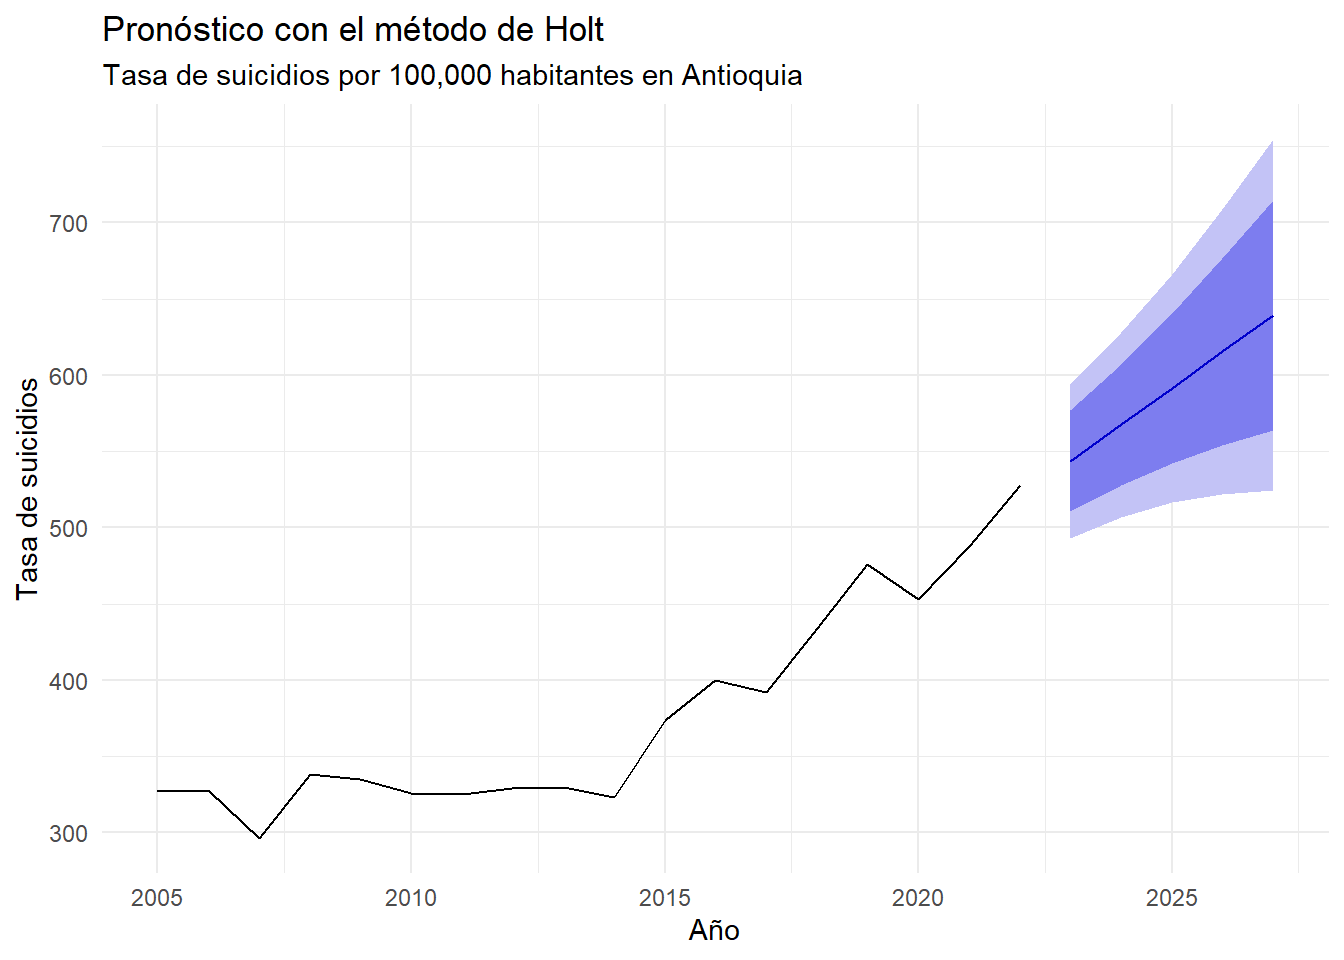 Pronóstico con el método de Holt
Tasa de suicidios por 100,000 habitantes en Antioquia
Tasa de suicidios
700
600
500
400
300
2005 2010 2015 2020 2025
Año